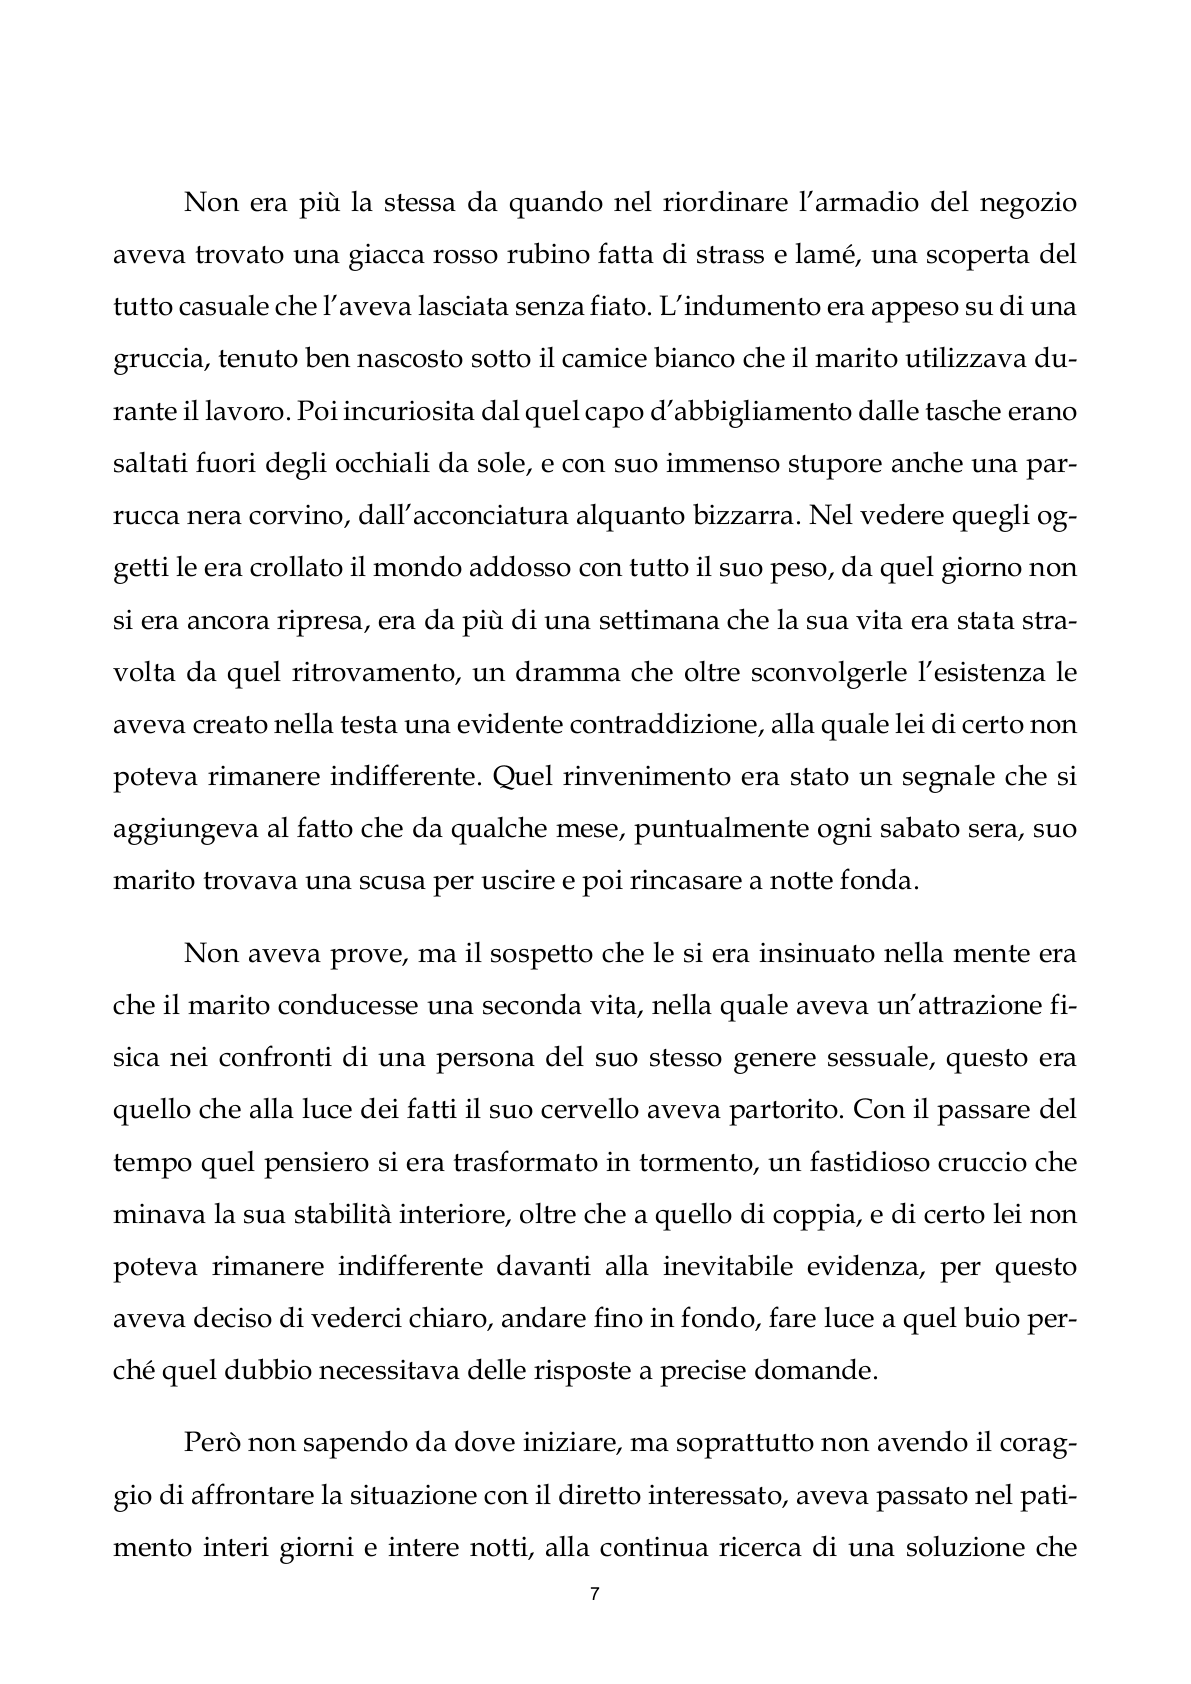 Non era più la stessa da quando nel riordinare l’armadio del negozio
aveva trovato una giacca rosso rubino fatta di strass e lamé, una scoperta del
tutto casuale che l’aveva lasciata senza fiato. L’indumento era appeso su di una
gruccia, tenuto ben nascosto sotto il camice bianco che il marito utilizzava du-
rante il lavoro. Poi incuriosita dal quel capo d’abbigliamento dalle tasche erano
saltati fuori degli occhiali da sole, e con suo immenso stupore anche una par-
rucca nera corvino, dall’acconciatura alquanto bizzarra. Nel vedere quegli og-
getti le era crollato il mondo addosso con tutto il suo peso, da quel giorno non
si era ancora ripresa, era da più di una settimana che la sua vita era stata stra-
volta da quel ritrovamento, un dramma che oltre sconvolgerle l’esistenza le
aveva creato nella testa una evidente contraddizione, alla quale lei di certo non
poteva rimanere indifferente. Quel rinvenimento era stato un segnale che si
aggiungeva al fatto che da qualche mese, puntualmente ogni sabato sera, suo
marito trovava una scusa per uscire e poi rincasare a notte fonda.
Non aveva prove, ma il sospetto che le si era insinuato nella mente era
che il marito conducesse una seconda vita, nella quale aveva un’attrazione fi-
sica nei confronti di una persona del suo stesso genere sessuale, questo era
quello che alla luce dei fatti il suo cervello aveva partorito. Con il passare del
tempo quel pensiero si era trasformato in tormento, un fastidioso cruccio che
minava la sua stabilità interiore, oltre che a quello di coppia, e di certo lei non
poteva rimanere indifferente davanti alla inevitabile evidenza, per questo
aveva deciso di vederci chiaro, andare fino in fondo, fare luce a quel buio per-
ché quel dubbio necessitava delle risposte a precise domande.
Però non sapendo da dove iniziare, ma soprattutto non avendo il corag-
gio di affrontare la situazione con il diretto interessato, aveva passato nel pati-
mento interi giorni e intere notti, alla continua ricerca di una soluzione che
7